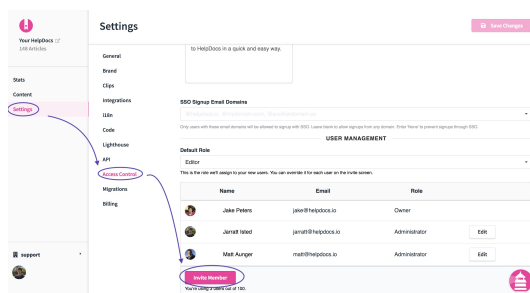 Settings
Save Changes
Your HelpDocs
148 Articles
Stats
Content
Settings
support
General
Brand
Clips
Integrations
i18n
Code
Lighthouse
API
Access Control
Migrations
Billing
to HelpDocs in a quick and easy way.
SSO Signup Email Domains
Only users with these email domains will be allowed to signup with SSO. Leave blank to allow signups from any domain. Enter 'None' to prevent signups through SSO.
USER MANAGEMENT
Default Role
Editor
This is the role we'll assign to your new users. You can override it for each user on the invite screen.
Name Email Role
Jake Peters jake@helpdocs.io Owner
Jarratt Isted jarratt@helpdocs.io Administrator Edit
Matt Aunger matt@helpdocs.io Administrator Edit
Invite Member
You're using 3 users out of 100.